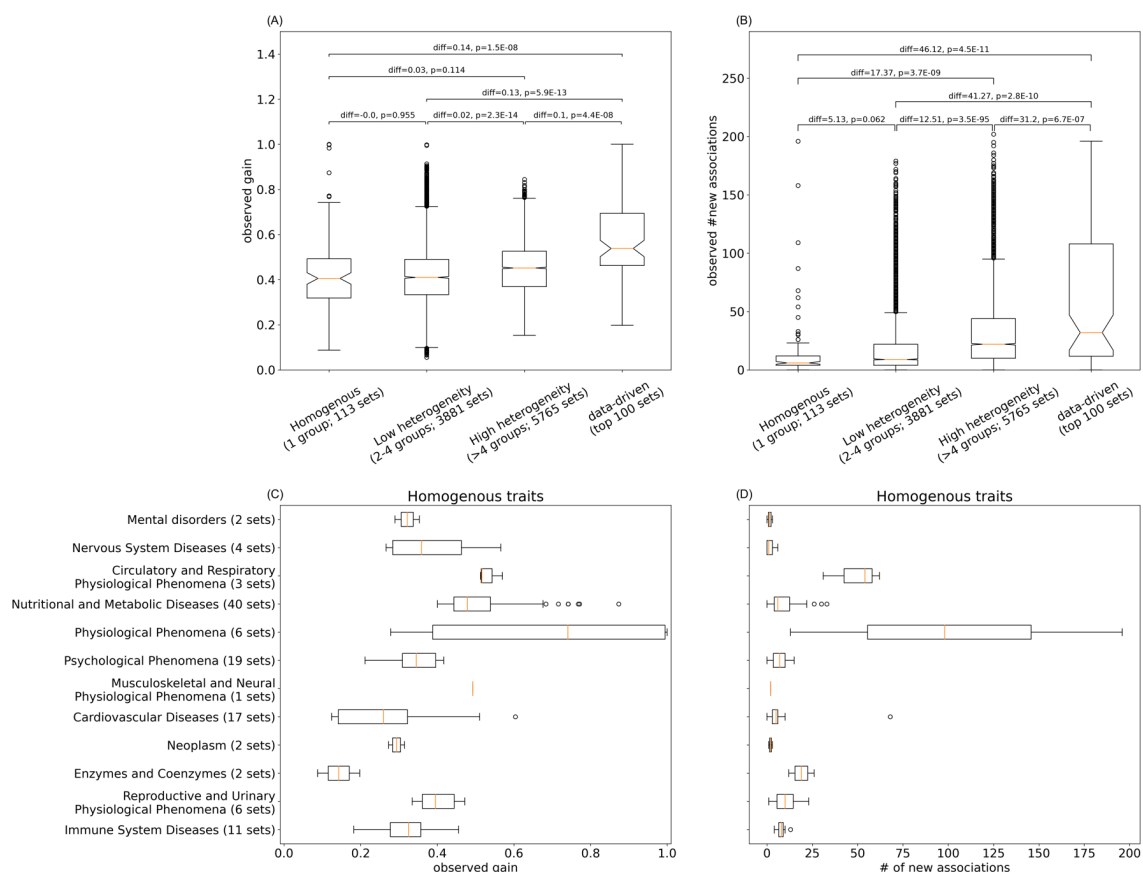 (A)
diff=0.14, p=1.5E-08
diff=0.03, p=0.114
diff=0.13, p=5.9E-13
diff=-0.0, p=0.955
diff=0.02, p=2.3E-14
diff=0.1, p=4.4E-08
1.4
1.2
1.0
0.8
0.6
0.4
0.2
0.0
observed gain
Homogenous
(1 group; 113 sets)
Low heterogeneity
(2-4 groups; 3881 sets)
High heterogeneity
(>4 groups; 5765 sets)
data-driven
(top 100 sets)
(B)
diff=46.12, p=4.5E-11
diff=17.37, p=3.7E-09
diff=41.27, p=2.8E-10
diff=5.13, p=0.062
diff=12.51, p=3.5E-95
diff=31.2, p=6.7E-07
250
200
150
100
50
0
observed #new associations
Homogenous
(1 group; 113 sets)
Low heterogeneity
(2-4 groups; 3881 sets)
High heterogeneity
(>4 groups; 5765 sets)
data-driven
(top 100 sets)
(C)
Homogenous traits
Mental disorders (2 sets)
Nervous System Diseases (4 sets)
Circulatory and Respiratory
Physiological Phenomena (3 sets)
Nutritional and Metabolic Diseases (40 sets)
Physiological Phenomena (6 sets)
Psychological Phenomena (19 sets)
Musculoskeletal and Neural
Physiological Phenomena (1 sets)
Cardiovascular Diseases (17 sets)
Neoplasm (2 sets)
Enzymes and Coenzymes (2 sets)
Reproductive and Urinary
Physiological Phenomena (6 sets)
Immune System Diseases (11 sets)
0.0 0.2 0.4 0.6 0.8 1.0
observed gain
(D)
Homogenous traits
0 25 50 75 100 125 150 175 200
# of new associations